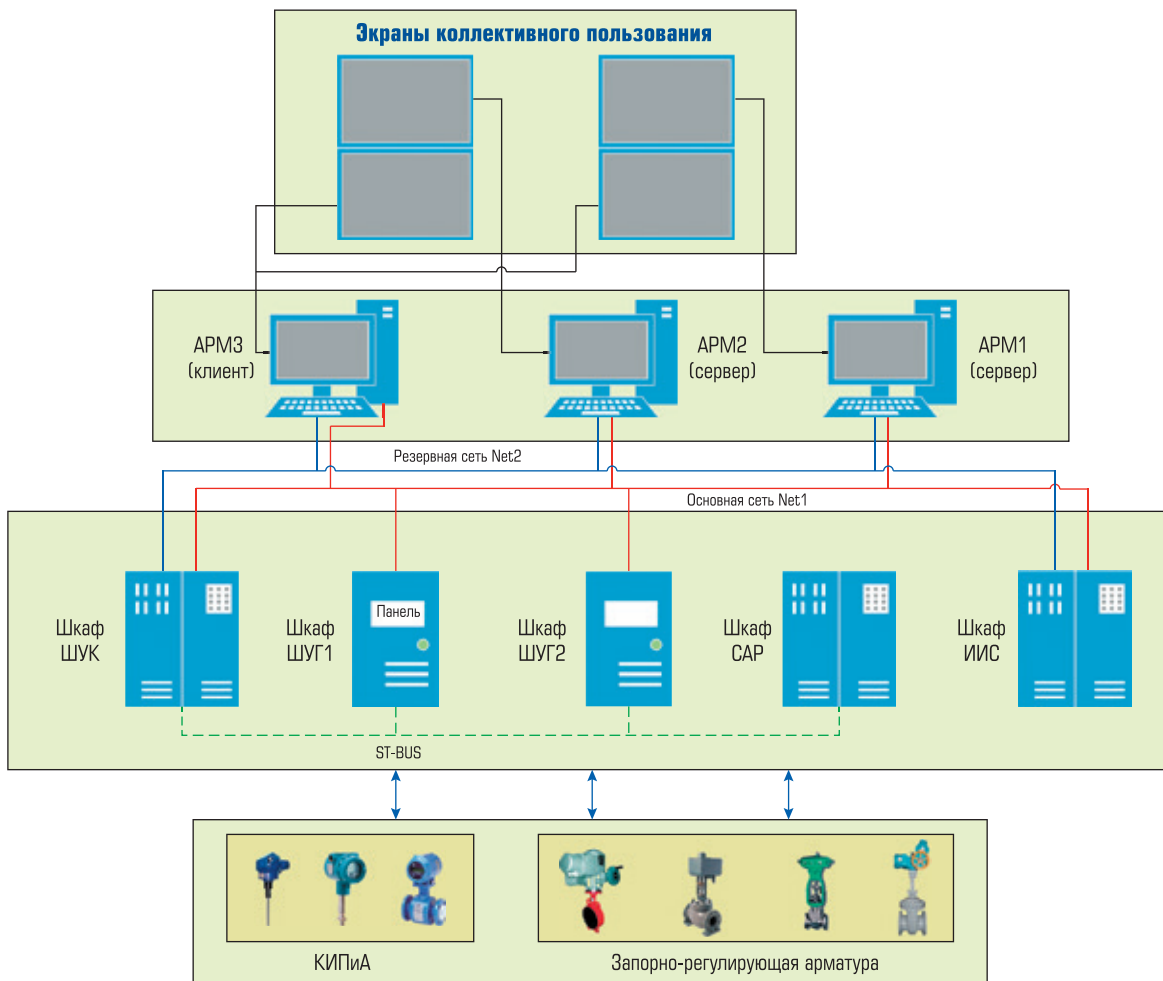 Экраны коллективного пользования
АРМ3
(клиент)
АРМ2
(сервер)
АРМ1
(сервер)
Резервная сеть Net2
Основная сеть Net1
Шкаф
ШУК
Шкаф
ШУГ1
Панель
Шкаф
ШУГ2
Шкаф
САР
Шкаф
ИИС
ST-BUS
КИПиА
Запорно-регулирующая арматура